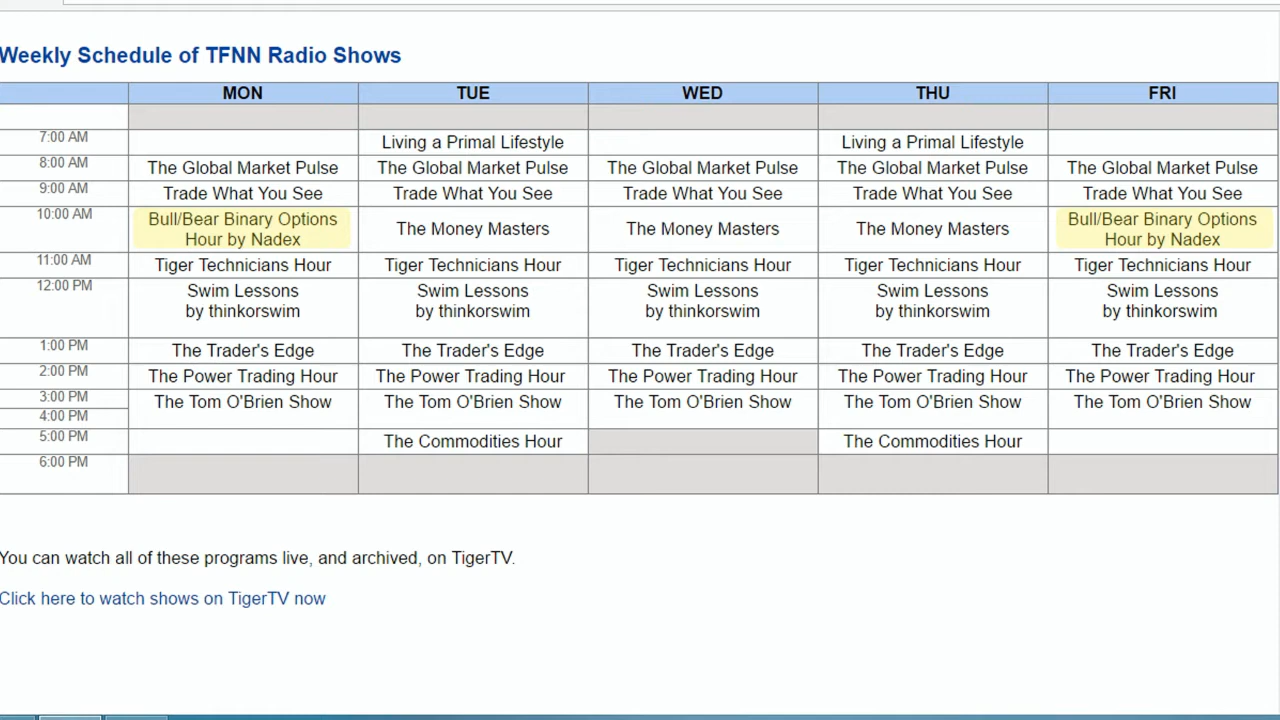 Weekly Schedule of TFNN Radio Shows
MON TUE WED THU FRI
7:00 AM Living a Primal Lifestyle Living a Primal Lifestyle
8:00 AM The Global Market Pulse The Global Market Pulse The Global Market Pulse The Global Market Pulse The Global Market Pulse
9:00 AM Trade What You See Trade What You See Trade What You See Trade What You See Trade What You See
10:00 AM Bull/Bear Binary Options The Money Masters The Money Masters The Money Masters Bull/Bear Binary Options
Hour by Nadex Hour by Nadex
11:00 AM Tiger Technicians Hour Tiger Technicians Hour Tiger Technicians Hour Tiger Technicians Hour Tiger Technicians Hour
12:00 PM Swim Lessons Swim Lessons Swim Lessons Swim Lessons Swim Lessons
by thinkorswim by thinkorswim by thinkorswim by thinkorswim by thinkorswim
1:00 PM The Trader's Edge The Trader's Edge The Trader's Edge The Trader's Edge The Trader's Edge
2:00 PM The Power Trading Hour The Power Trading Hour The Power Trading Hour The Power Trading Hour The Power Trading Hour
3:00 PM The Tom O'Brien Show The Tom O'Brien Show The Tom O'Brien Show The Tom O'Brien Show The Tom O'Brien Show
4:00 PM
5:00 PM The Commodities Hour The Commodities Hour
6:00 PM
You can watch all of these programs live, and archived, on TigerTV.
Click here to watch shows on TigerTV now